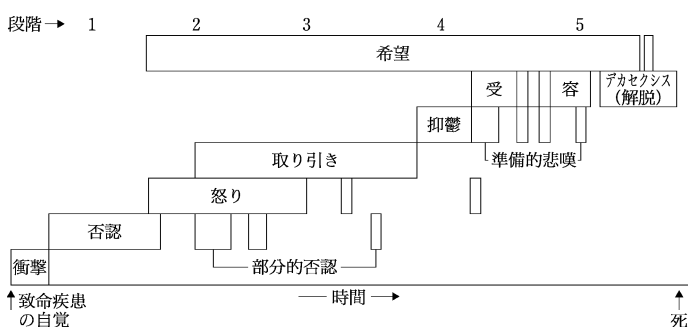 段階→ 1 2 3 4 5
希望
受 容 デカセクシス
（解脱）
抑鬱
取り引き 準備的悲嘆
怒り
否認
衝撃 部分的否認
致命疾患 時間 →
の自覚 死